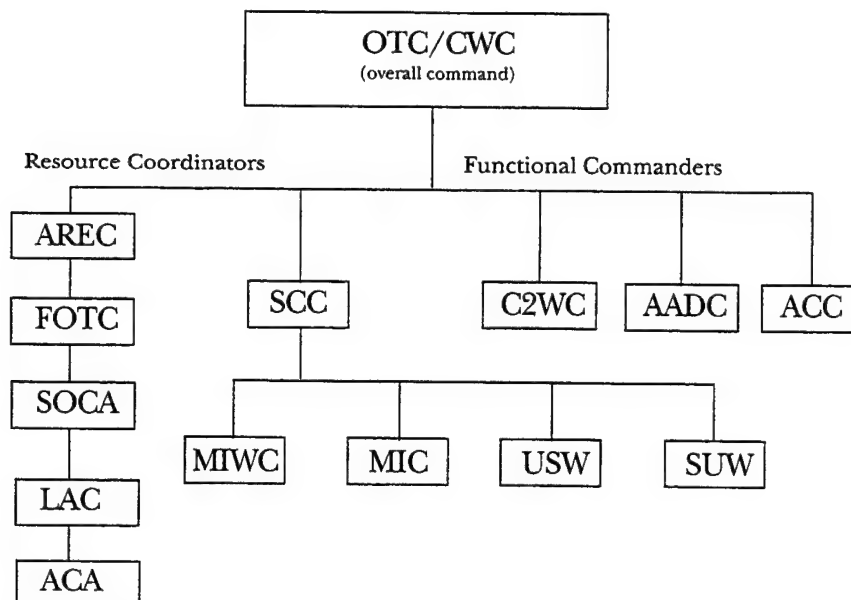 OTC/CWC
(overall command)
Resource Coordinators
Functional Commanders
AREC
FOTC
SCC
C2WC
AADC
ACC
SOCA
MIWC
MIC
USW
SUW
LAC
ACA